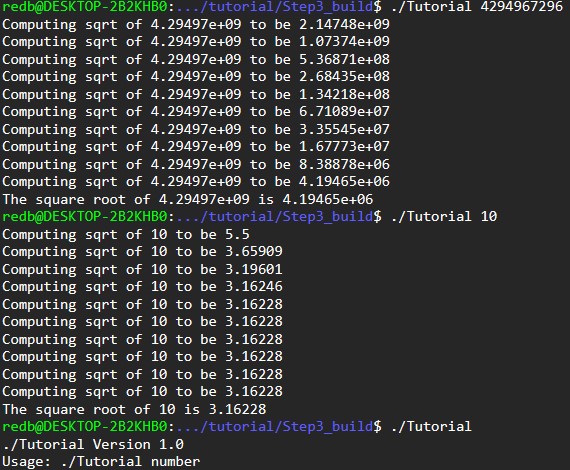 redb@DESKTOP-2B2KHB0:.../tutorial/Step3_build$ ./Tutorial 4294967296
Computing sqrt of 4.29497e+09 to be 2.14748e+09
Computing sqrt of 4.29497e+09 to be 1.07374e+09
Computing sqrt of 4.29497e+09 to be 5.36871e+08
Computing sqrt of 4.29497e+09 to be 2.68435e+08
Computing sqrt of 4.29497e+09 to be 1.34218e+08
Computing sqrt of 4.29497e+09 to be 6.71089e+07
Computing sqrt of 4.29497e+09 to be 3.35545e+07
Computing sqrt of 4.29497e+09 to be 1.67773e+07
Computing sqrt of 4.29497e+09 to be 8.38878e+06
Computing sqrt of 4.29497e+09 to be 4.19465e+06
The square root of 4.29497e+09 is 4.19465e+06
redb@DESKTOP-2B2KHB0:.../tutorial/Step3_build$ ./Tutorial 10
Computing sqrt of 10 to be 5.5
Computing sqrt of 10 to be 3.65909
Computing sqrt of 10 to be 3.19601
Computing sqrt of 10 to be 3.16246
Computing sqrt of 10 to be 3.16228
Computing sqrt of 10 to be 3.16228
Computing sqrt of 10 to be 3.16228
Computing sqrt of 10 to be 3.16228
Computing sqrt of 10 to be 3.16228
Computing sqrt of 10 to be 3.16228
The square root of 10 is 3.16228
redb@DESKTOP-2B2KHB0:.../tutorial/Step3_build$ ./Tutorial
./Tutorial Version 1.0
Usage: ./Tutorial number